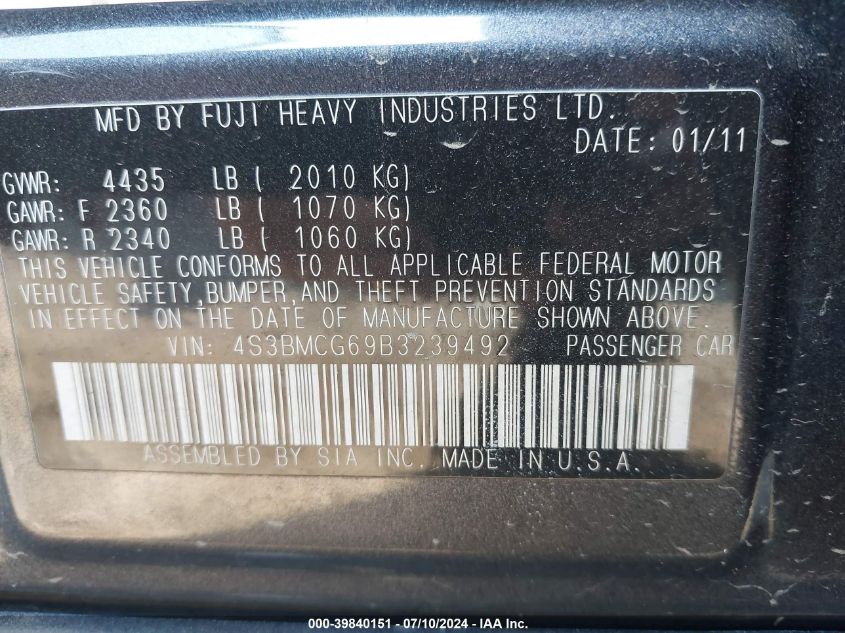 MFD BY FUJI HEAVY INDUSTRIES LTD.
DATE: 01/11
GVWR: 4435 LB ( 2010 KG)
GAWR: F 2360 LB ( 1070 KG)
GAWR: R 2340 LB ( 1060 KG)
THIS VEHICLE CONFORMS TO ALL APPLICABLE FEDERAL MOTOR
VEHICLE SAFETY,BUMPER,AND THEFT PREVENTION STANDARDS
IN EFFECT ON THE DATE OF MANUFACTURE SHOWN ABOVE.
VIN: 4S3BMCG69B3239492 PASSENGER CAR
ASSEMBLED BY SIA INC. MADE IN U.S.A.
000-39840151 - 07/10/2024 - IAA Inc.